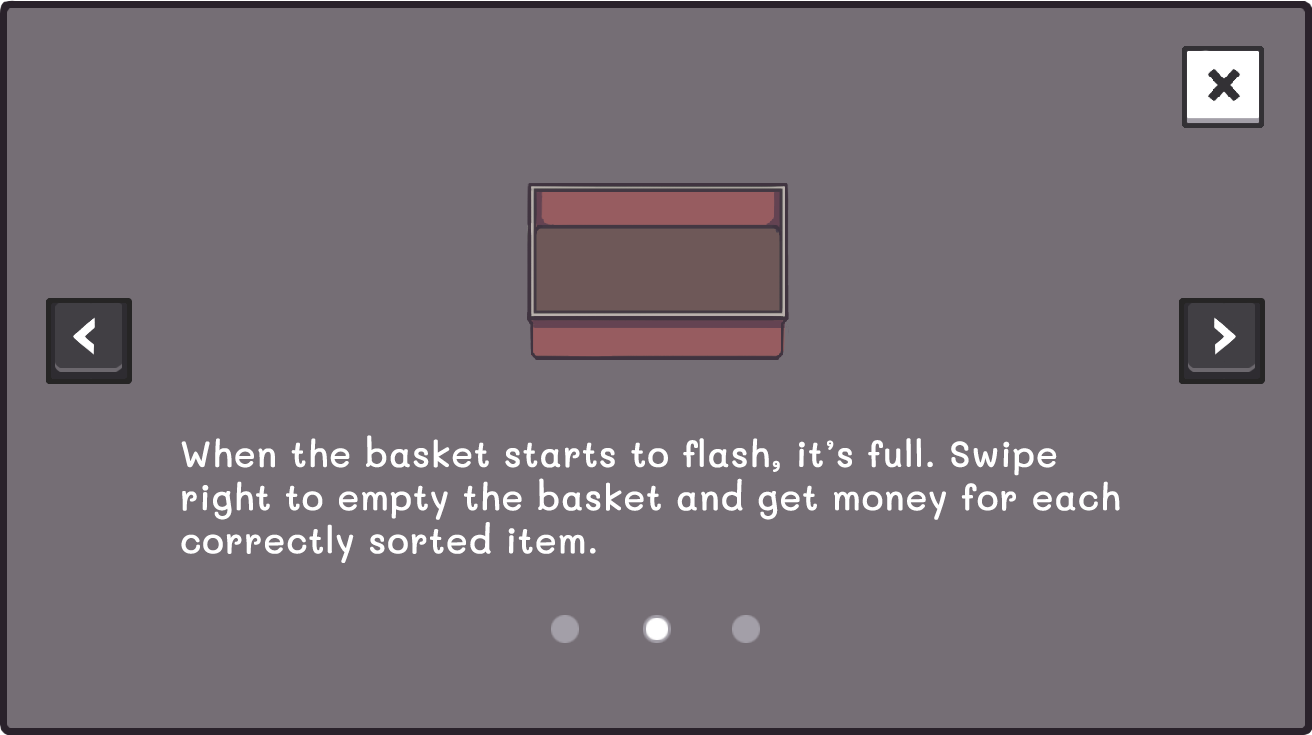 When the basket starts to flash, it's full. Swipe
right to empty the basket and get money for each
correctly sorted item.